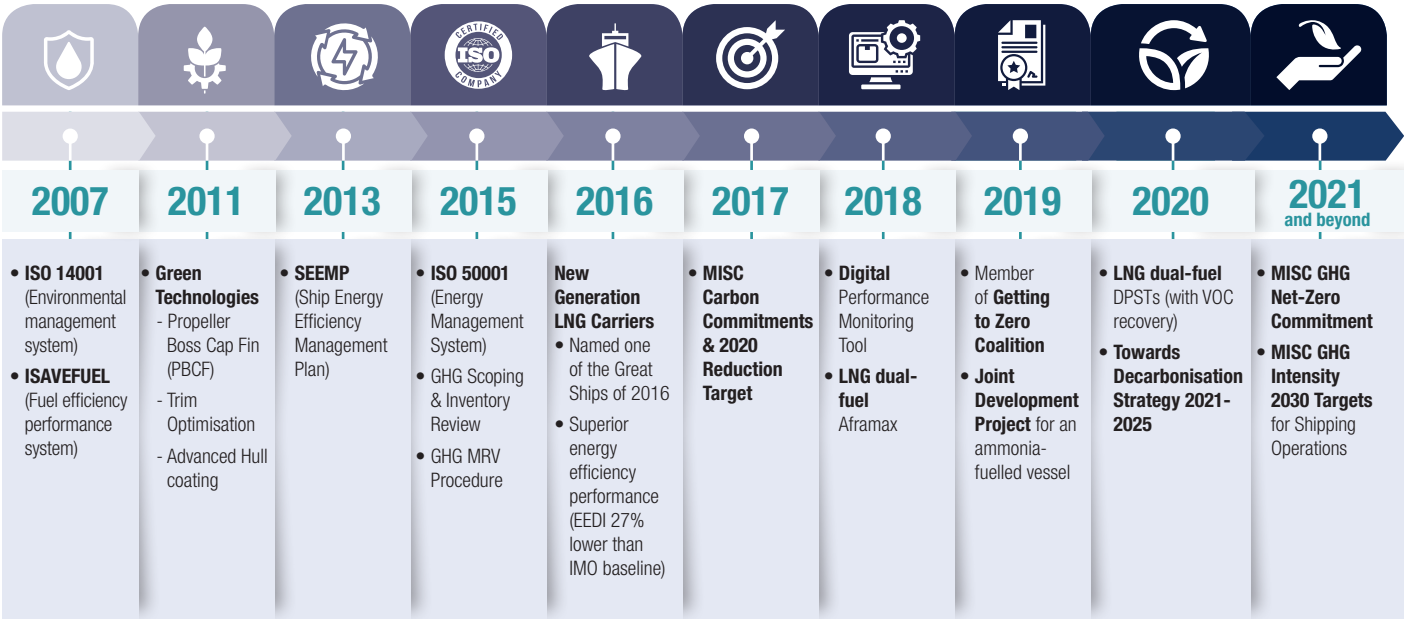 CERTIFIED
ISO
COMPANY
2007
2011
2013
2015
2016
2017
2018
2019
2020
2021
and beyond
• ISO 14001
(Environmental
management
system)
• ISAVEFUEL
(Fuel efficiency
performance
system)
• Green
Technologies
- Propeller
Boss Cap Fin
(PBCF)
- Trim
Optimisation
- Advanced Hull
coating
• SEEMP
(Ship Energy
Efficiency
Management
Plan)
• ISO 50001
(Energy
Management
System)
• GHG Scoping
& Inventory
Review
• GHG MRV
Procedure
New
Generation
LNG Carriers
• Named one
of the Great
Ships of 2016
• Superior
energy
efficiency
performance
(EEDI 27%
lower than
IMO baseline)
• MISC
Carbon
Commitments
& 2020
Reduction
Target
• Digital
Performance
Monitoring
Tool
• LNG dual-
fuel
Aframax
• Member
of Getting
to Zero
Coalition
• Joint
Development
Project for an
ammonia-
fuelled vessel
• LNG dual-fuel
DPSTs (with VOC
recovery)
• Towards
Decarbonisation
Strategy 2021-
2025
• MISC GHG
Net-Zero
Commitment
• MISC GHG
Intensity
2030 Targets
for Shipping
Operations